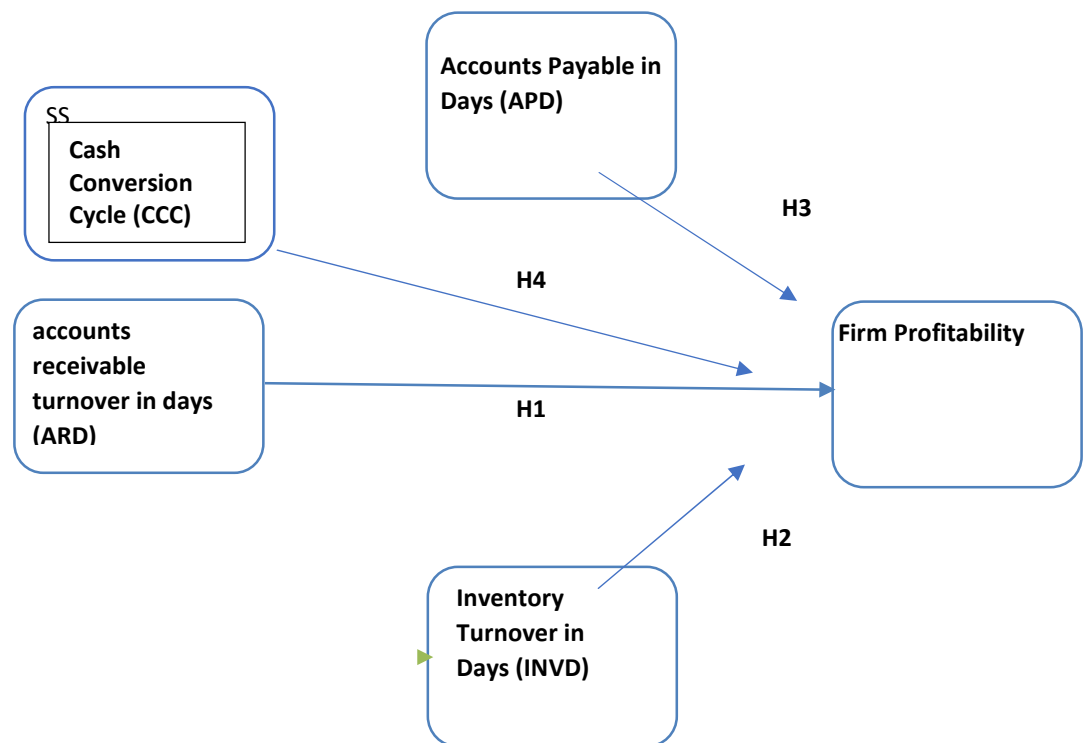 Accounts Payable in
Days (APD)
SS
Cash
Conversion
Cycle (CCC)
H3
H4
accounts
receivable
turnover in days
(ARD)
Firm Profitability
H1
H2
Inventory
Turnover in
Days (INVD)